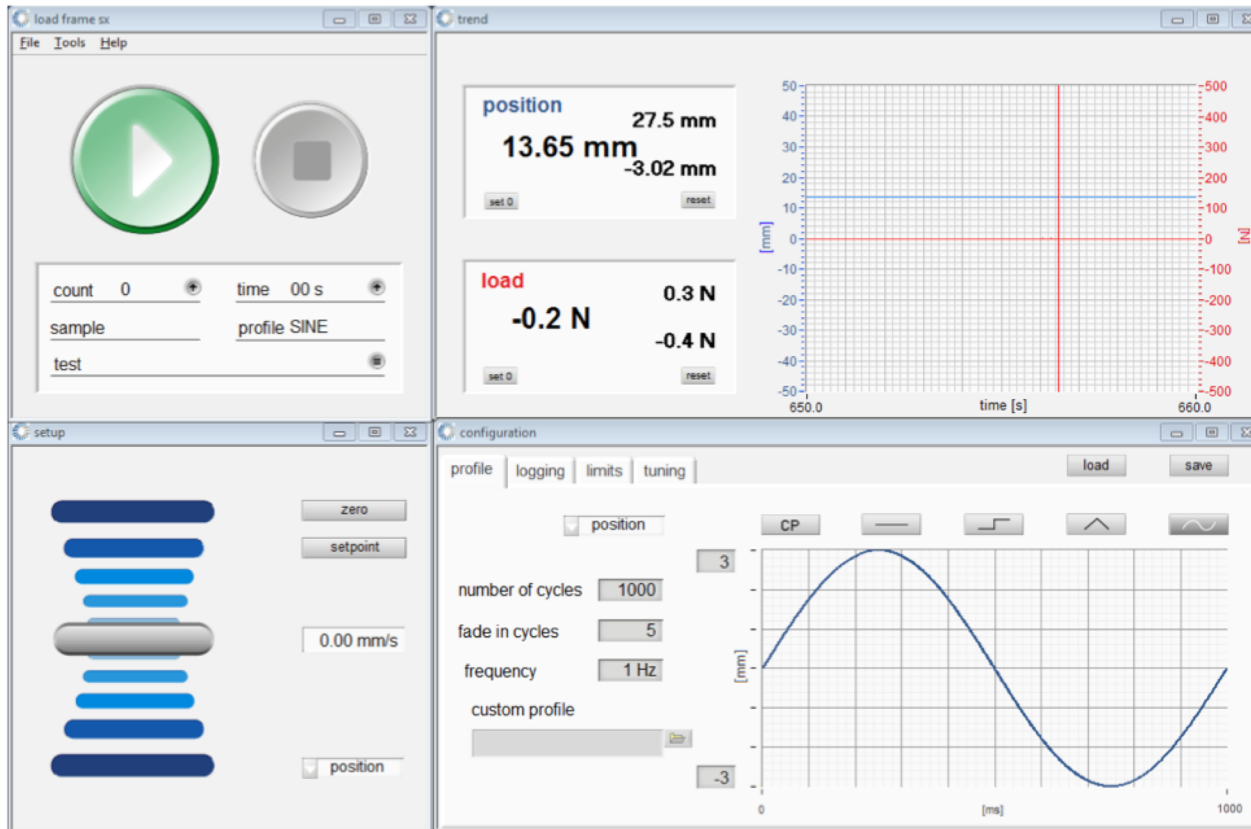 load frame sx
File Tools Help
count 0 time 00 s
sample profile SINE
test
trend
position
27.5 mm
13.65 mm
-3.02 mm
set 0 reset
load
0.3 N
-0.2 N
-0.4 N
set 0 reset
50 500
40 400
30 300
20 200
10 100
0 0
-10 -100
-20 -200
-30 -300
-40 -400
-50 -500
[mm] [N]
650.0 time [s] 660.0
setup
zero
setpoint
0.00 mm/s
position
configuration
profile logging limits tuning load save
position CP
3
number of cycles 1000
fade in cycles 5
frequency 1 Hz
custom profile
-3
[mm]
0 [ms] 1000